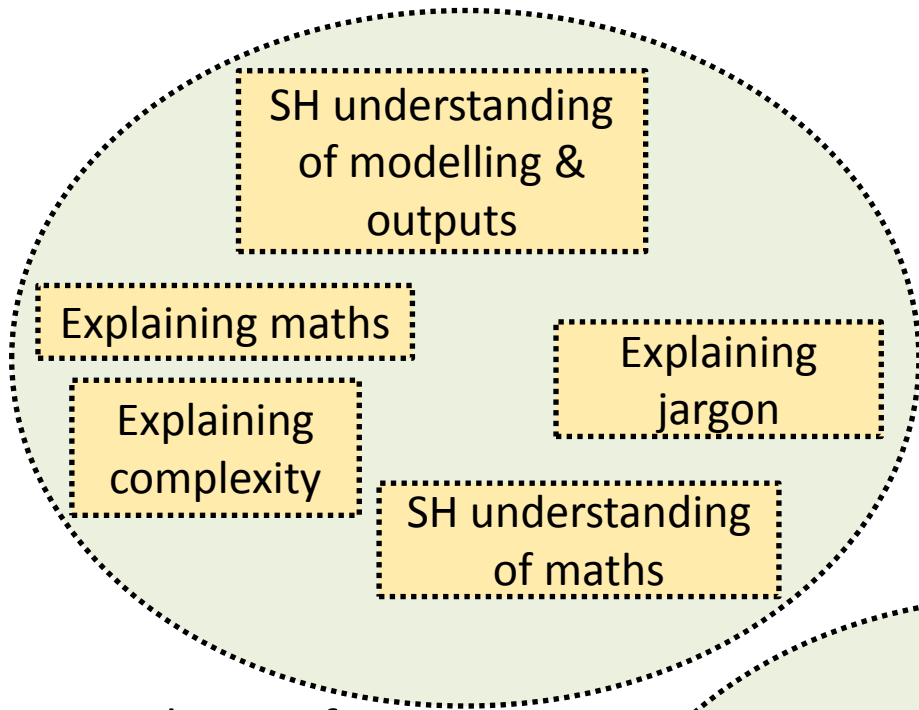 SH understanding
of modelling &
outputs
Explaining maths
Explaining
jargon
Explaining
complexity
SH understanding
of maths